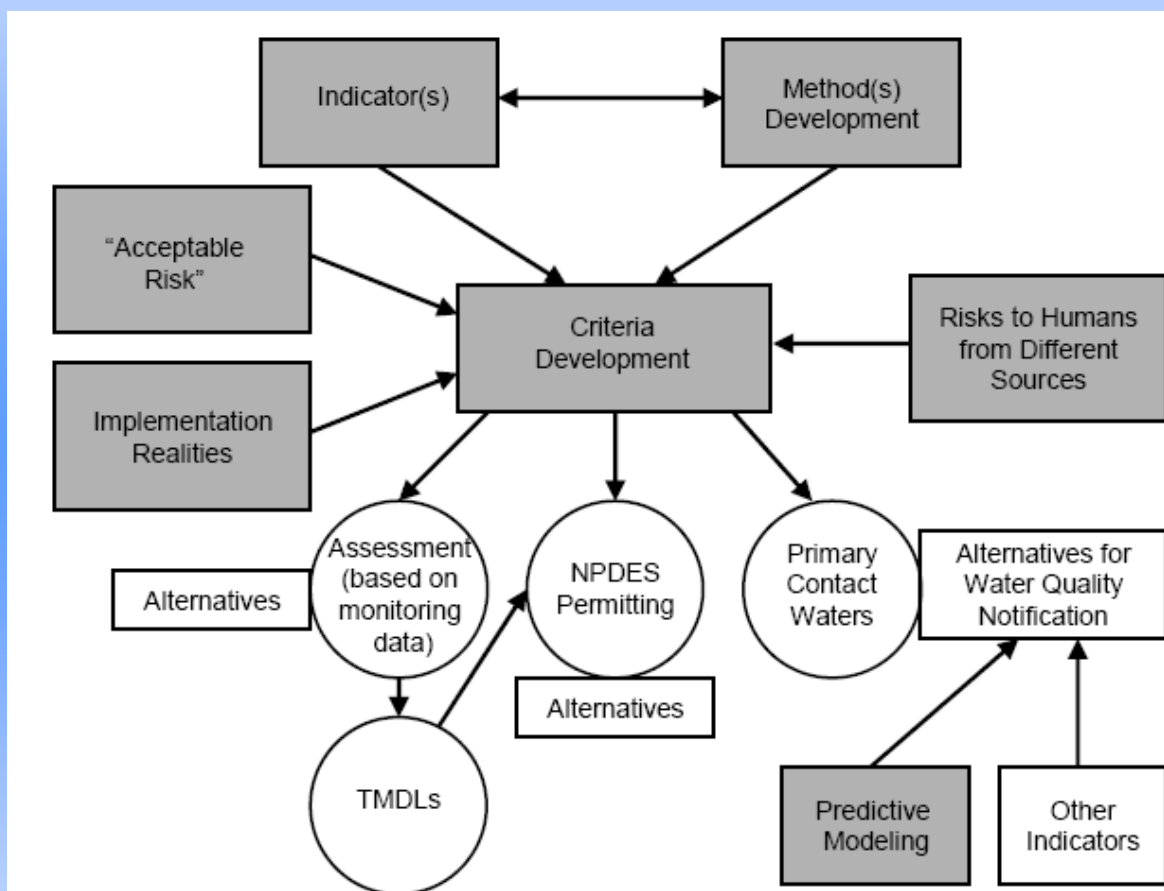 Indicator(s)
Method(s)
Development
“Acceptable
Risk”
Criteria
Development
Risks to Humans
from Different
Sources
Implementation
Realities
Assessment
(based on
monitoring
data)
Alternatives
NPDES
Permitting
Alternatives
Primary
Contact
Waters
Alternatives for
Water Quality
Notification
TMDLs
Predictive
Modeling
Other
Indicators